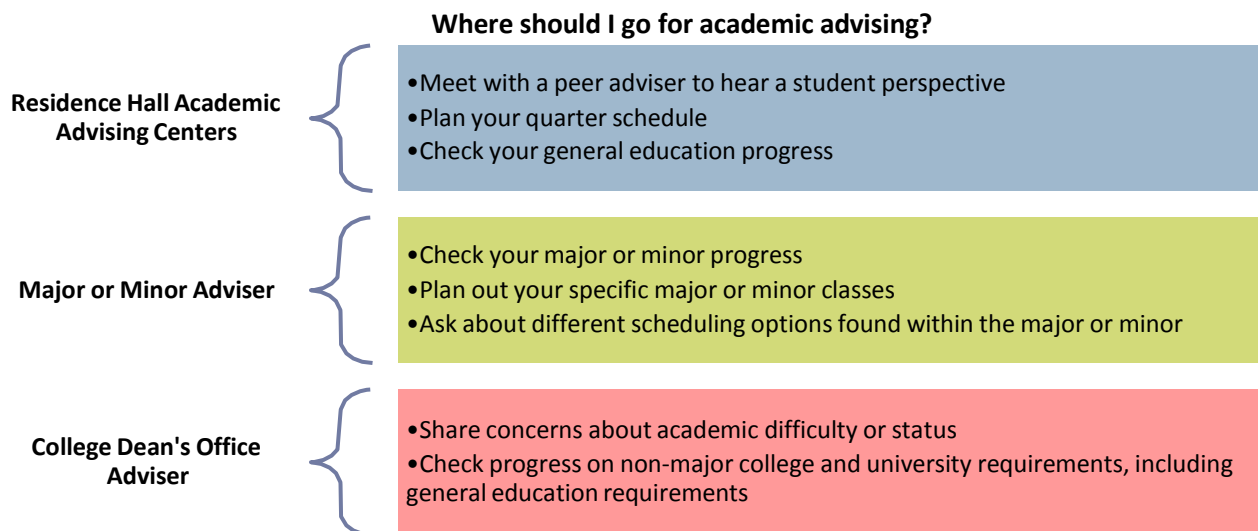 Where should I go for academic advising?
Residence Hall Academic
Advising Centers
•Meet with a peer adviser to hear a student perspective
•Plan your quarter schedule
•Check your general education progress
Major or Minor Adviser
•Check your major or minor progress
•Plan out your specific major or minor classes
•Ask about different scheduling options found within the major or minor
College Dean's Office
Adviser
•Share concerns about academic difficulty or status
•Check progress on non-major college and university requirements, including
general education requirements